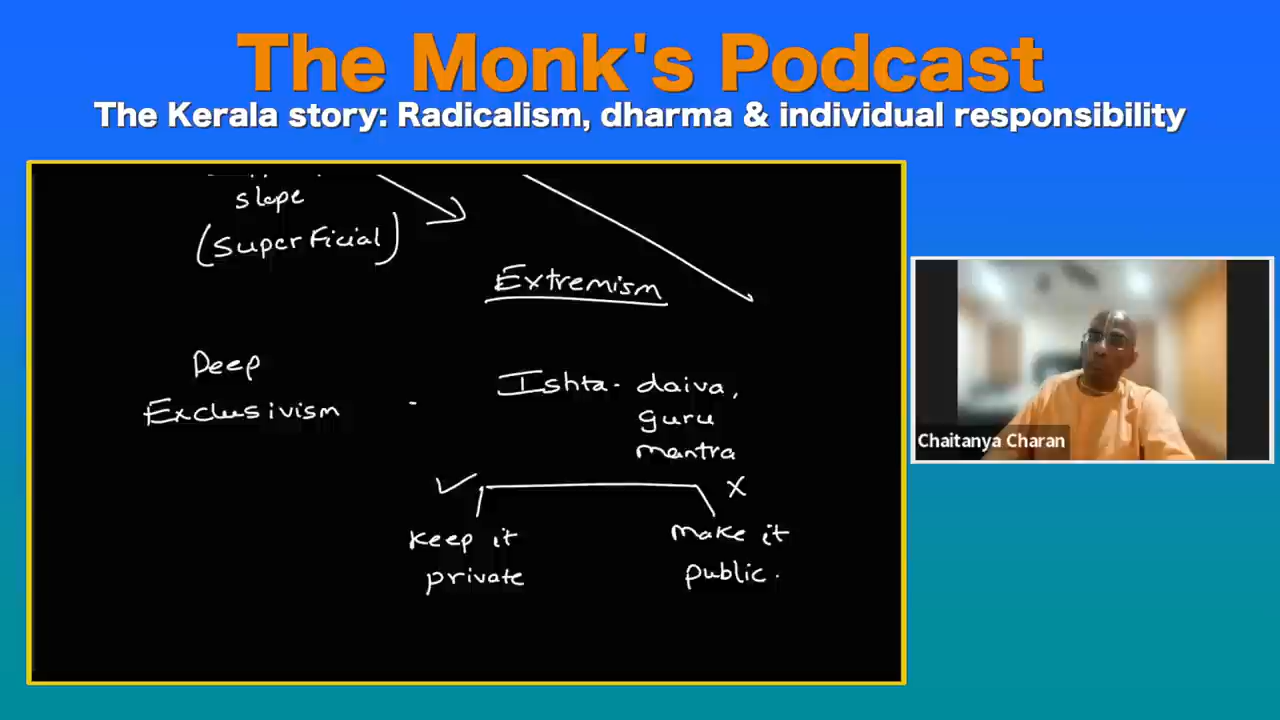 The Monk's Podcast
The Kerala story: Radicalism, dharma & individual responsibility
slope
(Superficial)
Extremism
Deep
Exclusivism - Ishta-daiva,
guru
mantra
✓ x
keep it
private
make it
public.
Chaitanya Charan